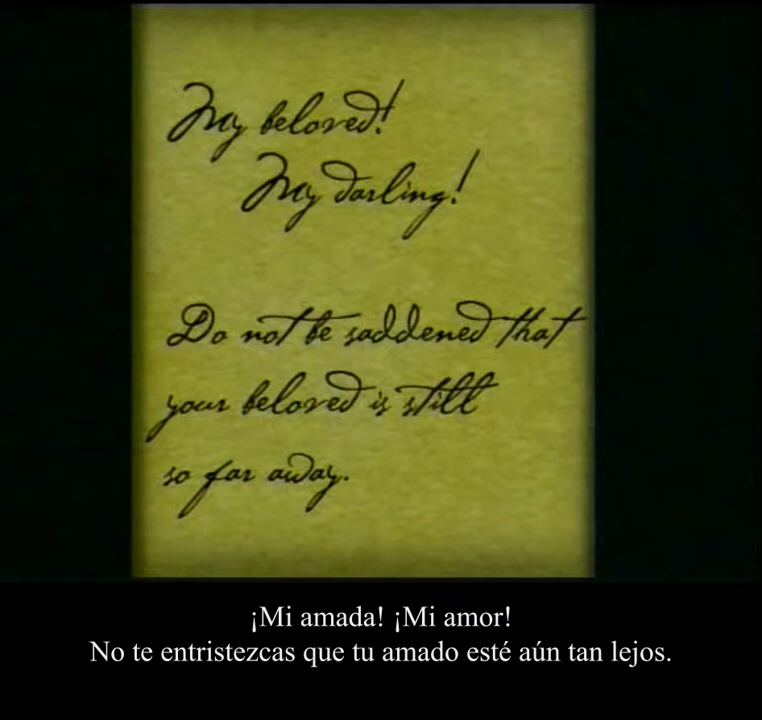 My beloved!
My darling!
Do not be saddened that
your beloved is still
so far away.
¡Mi amada! ¡Mi amor!
No te entristezcas que tu amado esté aún tan lejos.